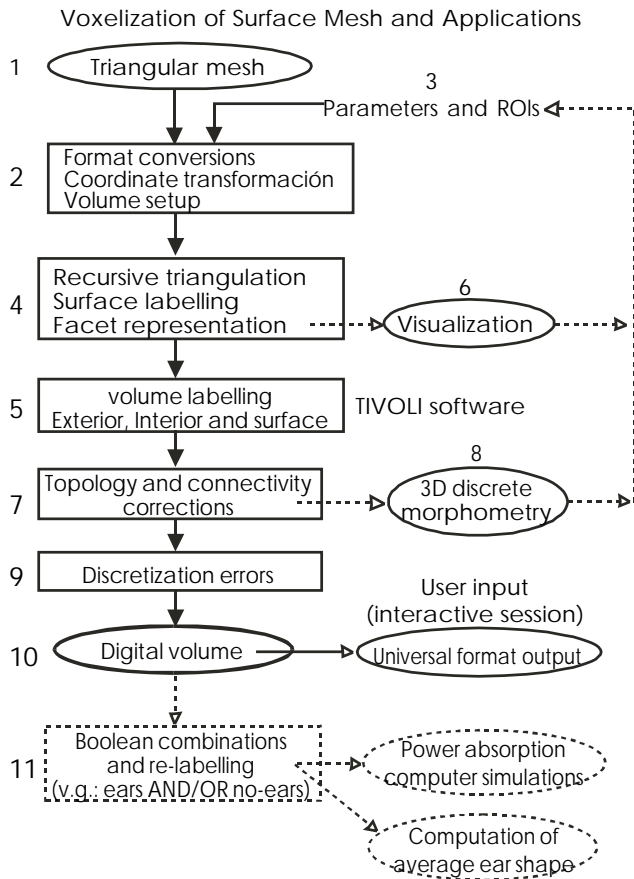 Voxelization of Surface Mesh and Applications
1 Triangular mesh
3
Parameters and ROIs
2
Format conversions
Coordinate transformación
Volume setup
4
Recursive triangulation
Surface labelling
Facet representation
6
Visualization
5
volume labelling
Exterior, Interior and surface
TIVOLI software
7
Topology and connectivity
corrections
8
3D discrete
morphometry
9 Discretization errors
User input
(interactive session)
10 Digital volume
Universal format output
11
Boolean combinations
and re-labelling
(v.g.: ears AND/OR no-ears)
Power absorption
computer simulations
Computation of
average ear shape